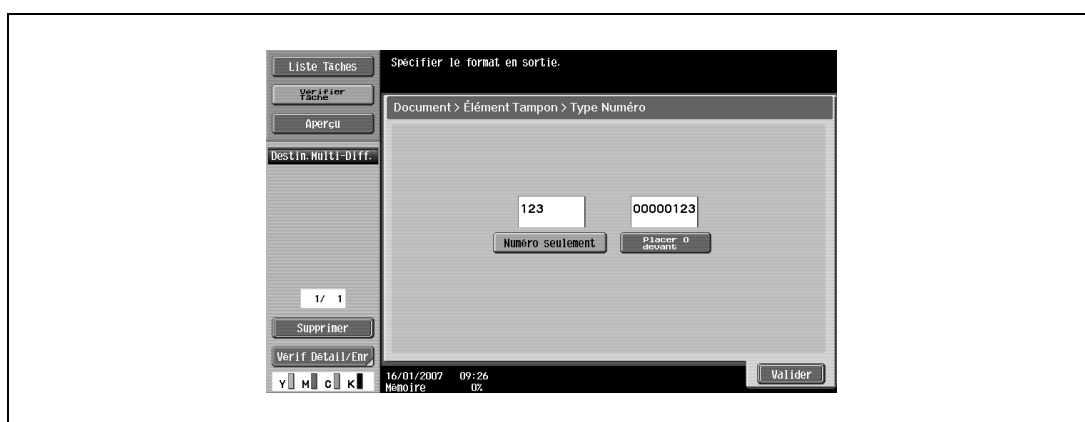 Liste Tâches
Spécifier le format en sortie.
Vérifier
Tâche
Document > Élément Tampon > Type Numéro
Aperçu
Destin.Multi-Diff.
123
00000123
Numéro seulement
Placer 0
devant
1/ 1
Supprimer
Vérif Détail/Enr
Y M C K
16/01/2007 09:26
Mémoire 0%
Valider